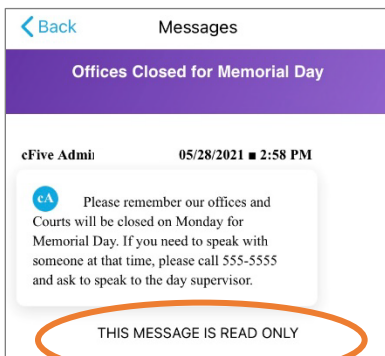 Back Messages
Offices Closed for Memorial Day
cFive Admi 05/28/2021 ■ 2:58 PM
cA Please remember our offices and
Courts will be closed on Monday for
Memorial Day. If you need to speak with
someone at that time, please call 555-5555
and ask to speak to the day supervisor.
THIS MESSAGE IS READ ONLY